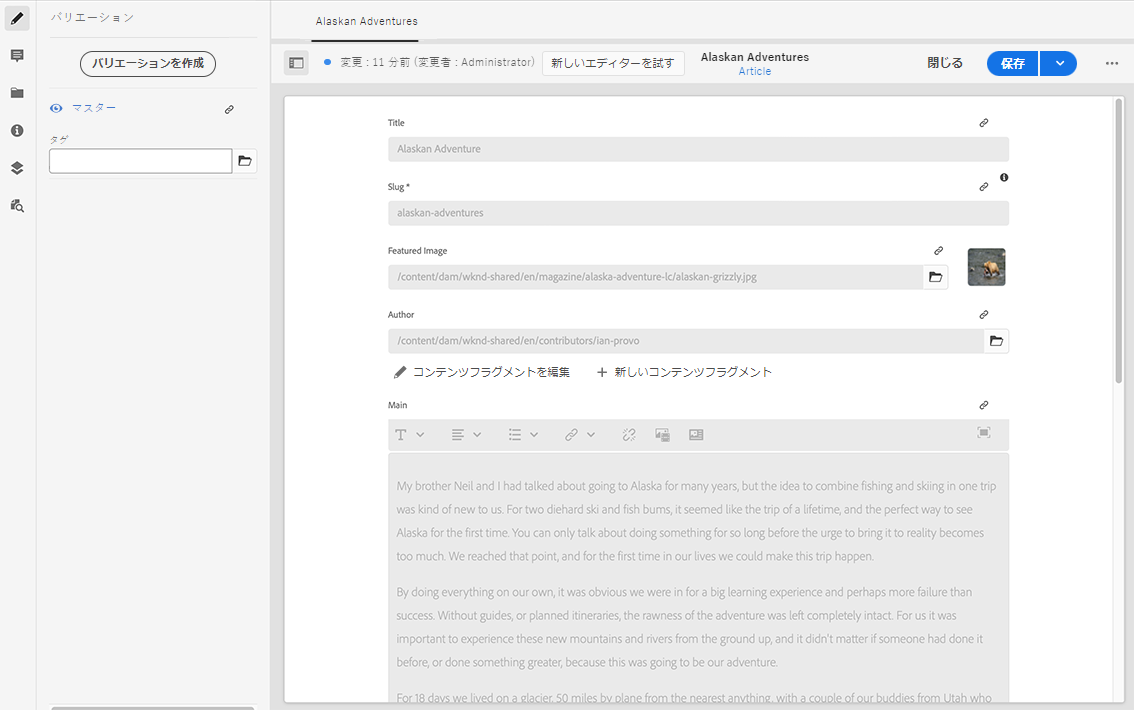 バリエーション
バリエーションを作成
マスター
タグ
Alaskan Adventures
変更 : 11 分前 (変更者 : Administrator)
新しいエディターを試す
Alaskan Adventures
Article
閉じる
保存
Title
Alaskan Adventure
Slug *
alaskan-adventures
Featured Image
/content/dam/wknd-shared/en/magazine/alaska-adventure-lc/alaskan-grizzly.jpg
Author
/content/dam/wknd-shared/en/contributors/ian-provo
コンテンツフラグメントを編集
新しいコンテンツフラグメント
Main
My brother Neil and I had talked about going to Alaska for many years, but the idea to combine fishing and skiing in one trip
was kind of new to us. For two diehard ski and fish bums, it seemed like the trip of a lifetime, and the perfect way to see
Alaska for the first time. You can only talk about doing something for so long before the urge to bring it to reality becomes
too much. We reached that point, and for the first time in our lives we could make this trip happen.
By doing everything on our own, it was obvious we were in for a big learning experience and perhaps more failure than
success. Without guides, or planned itineraries, the rawness of the adventure was left completely intact. For us it was
important to experience these new mountains and rivers from the ground up, and it didn't matter if someone had done it
before, or done something greater, because this was going to be our adventure.
For 18 days we lived on a glacier, 50 miles by plane from the nearest anything, with a couple of our buddies from Utah who